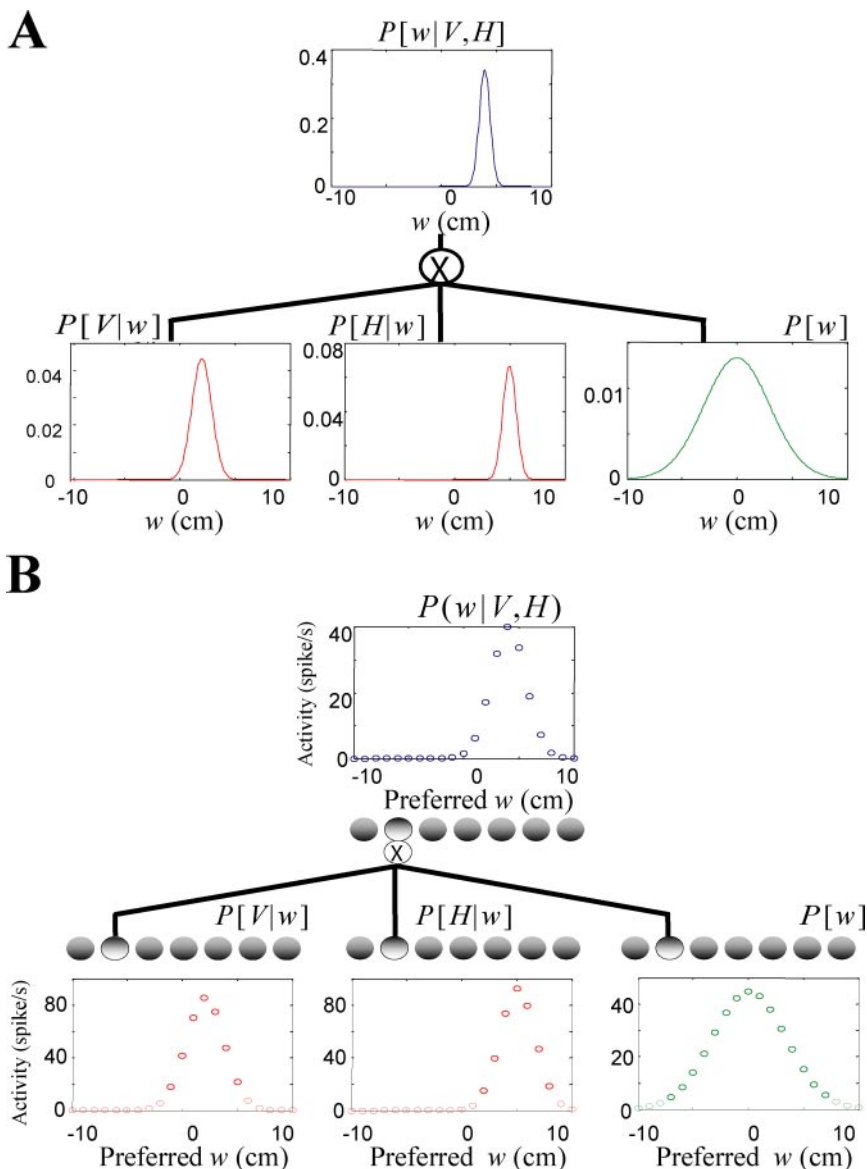 A
P[w|V,H]
0.4
0.2
0
-10 0 10
w (cm)
X
P[V|w] P[H|w] P[w]
0.04
0.02
0
-10 0 10
w (cm)
0.08
0.04
0
-10 0 10
w (cm)
0.01
0
-10 0 10
w (cm)
B
P(w|V,H)
Activity (spike/s)
40
20
0
-10 0 10
Preferred w (cm)
X
P[V|w] P[H|w] P[w]
Activity (spike/s)
80
40
0
-10 0 10
Preferred w (cm)
80
40
0
-10 0 10
Preferred w (cm)
40
20
0
-10 0 10
Preferred w (cm)